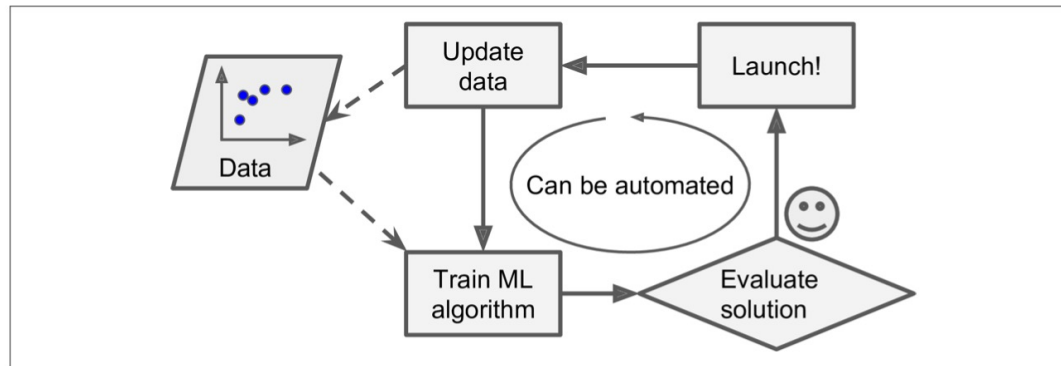 Update
data
Launch!
Data
Can be automated
Train ML
algorithm
Evaluate
solution